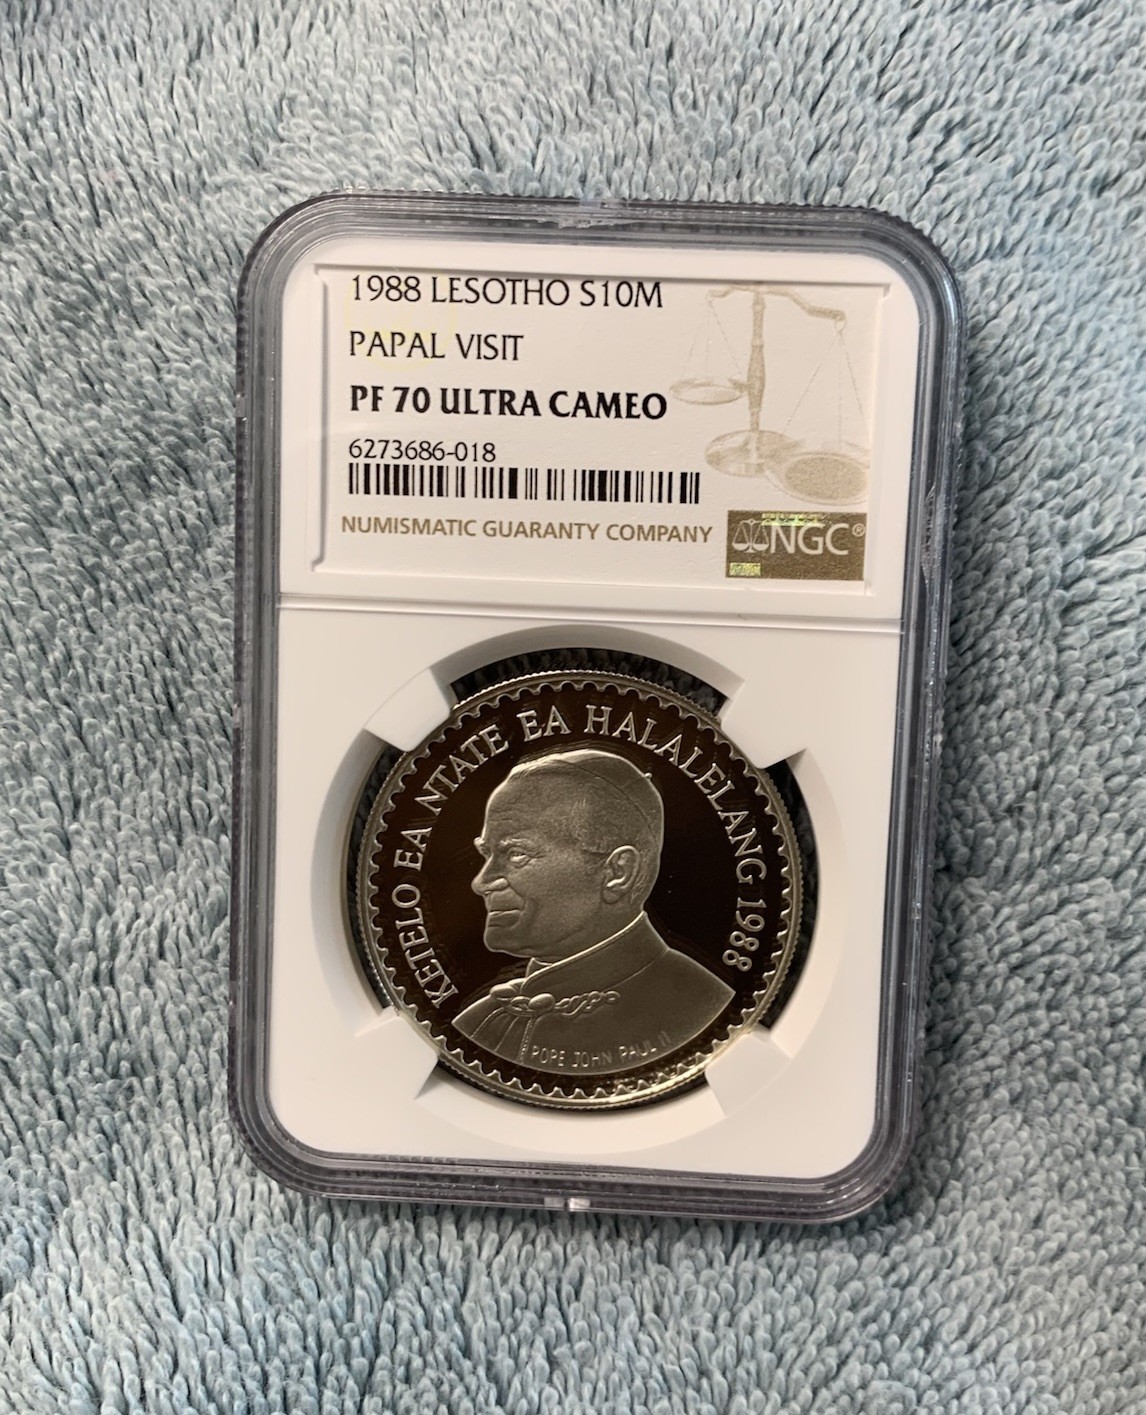 1988 LESOTHO S10M
PAPAL VISIT
PF 70 ULTRA CAMEO
6273686-018
NUMISMATIC GUARANTY COMPANY
NGC®
KETELO EA NTATE EA HALALELANG 1988
POPE JOHN PAUL II